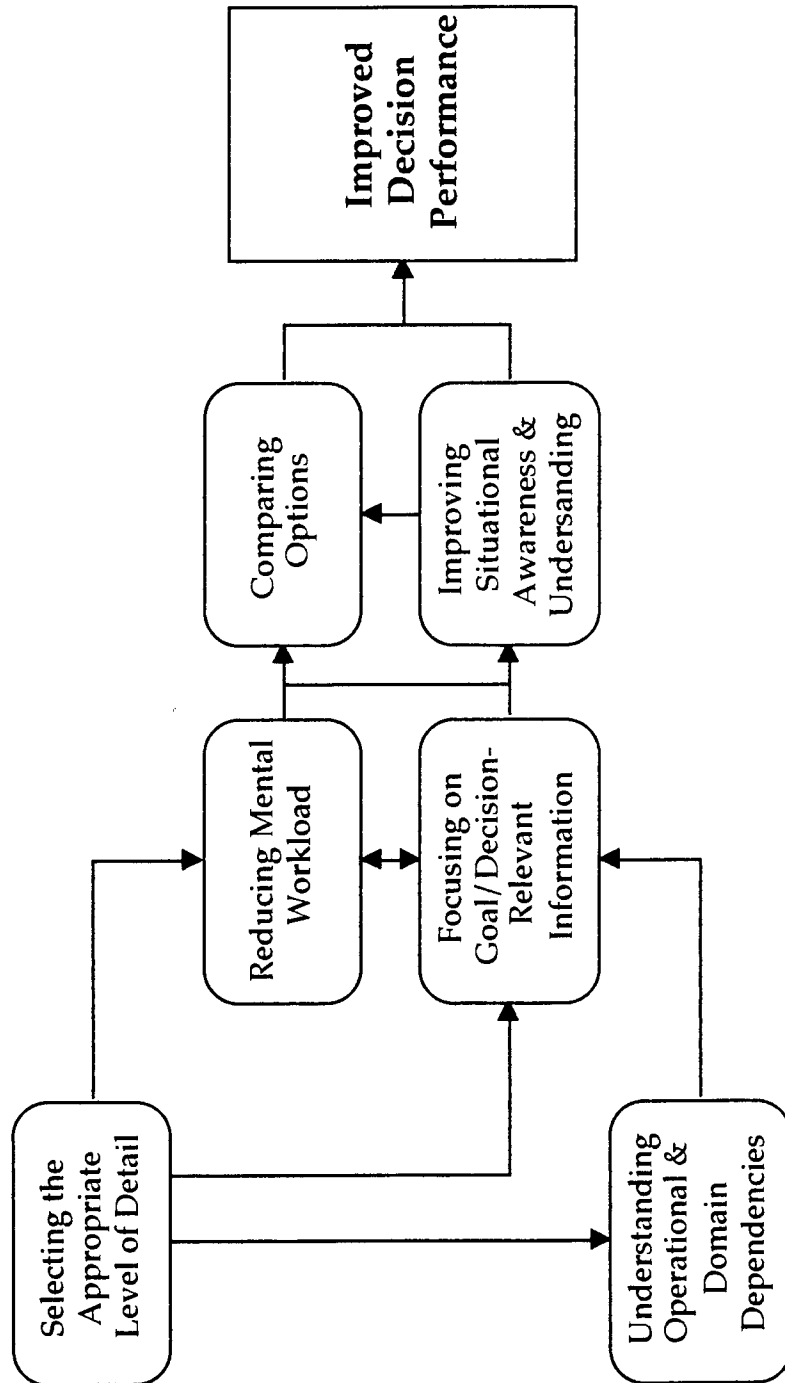 Selecting the
Appropriate
Level of Detail
Understanding
Operational &
Domain
Dependencies
Reducing Mental
Workload
Focusing on
Goal/Decision-
Relevant
Information
Comparing
Options
Improving
Situational
Awareness &
Undersanding
Improved
Decision
Performance